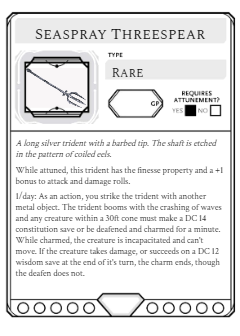 SEASPRAY THREESPEAR
TYPE
RARE
GP
REQUIRES
ATTUNEMENT?
YES NO
A long silver trident with a barbed tip. The shaft is etched
in the pattern of coiled eels.
While attuned, this trident has the finesse property and a +1
bonus to attack and damage rolls.
1/day: As an action, you strike the trident with another
metal object. The trident booms with the crashing of waves
and any creature within a 30ft cone must make a DC14
constitution save or be deafened and charmed for a minute.
While charmed, the creature is incapacitated and can't
move. If the creature takes damage, or succeeds on a DC12
wisdom save at the end of it's turn, the charm ends, though
the deafen does not.